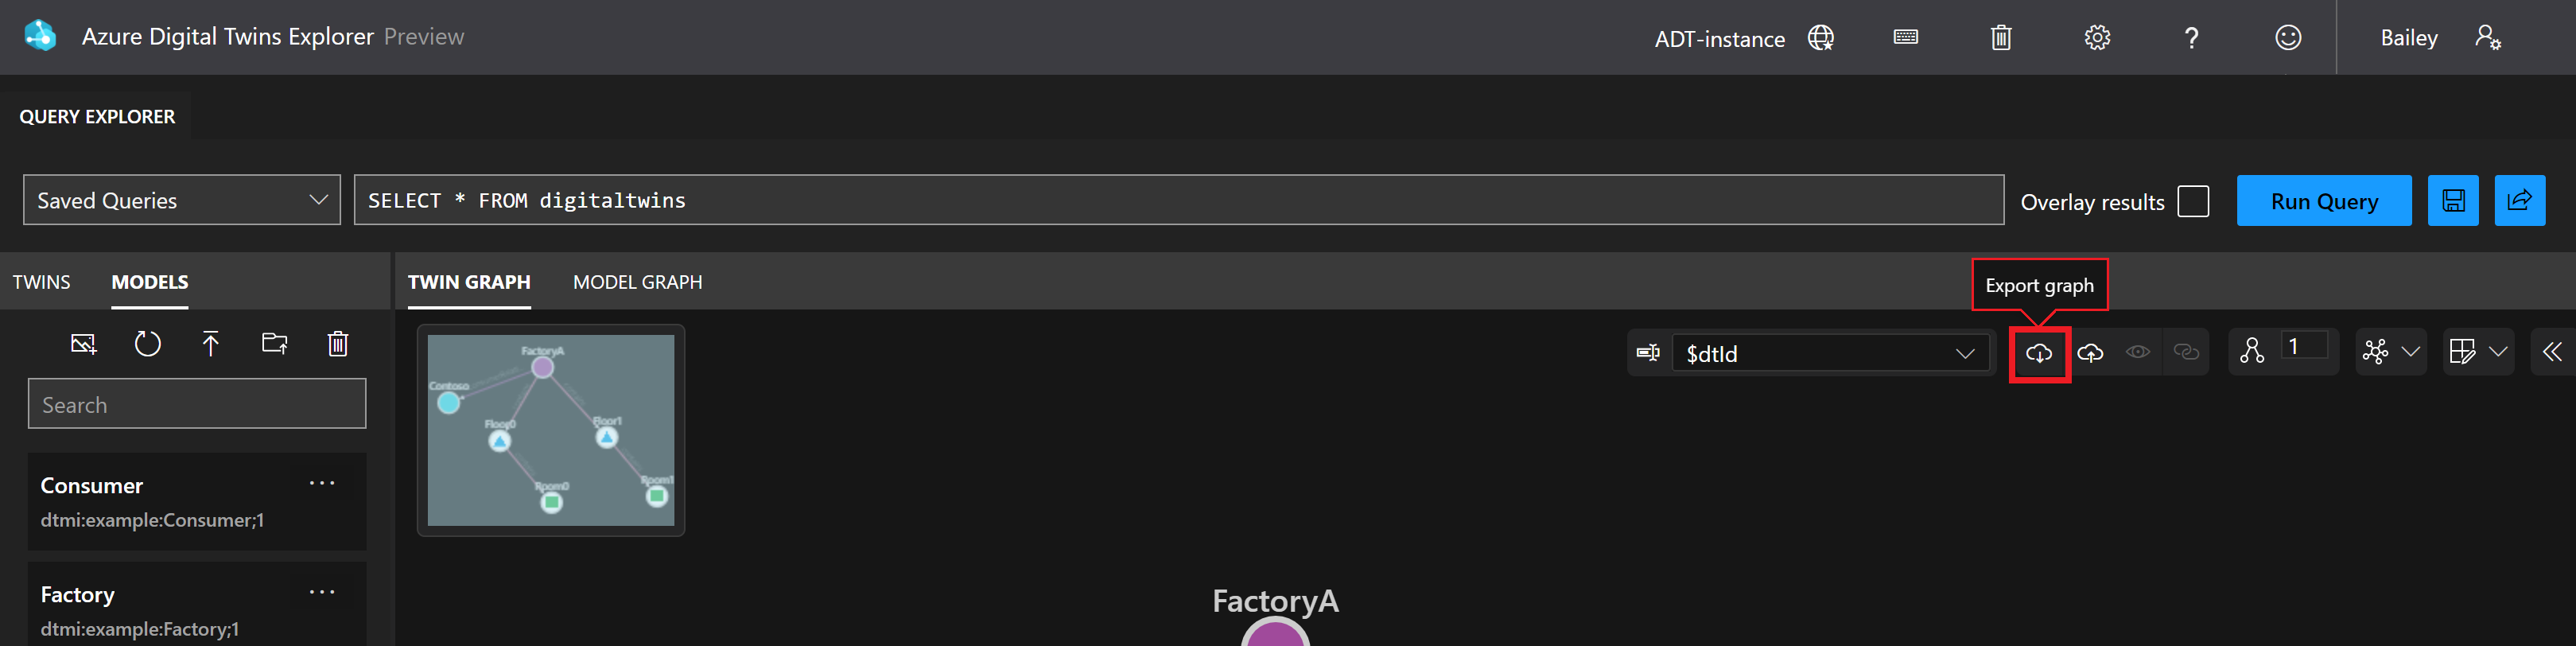 Azure Digital Twins Explorer Preview
ADT-instance
?
Bailey
QUERY EXPLORER
Saved Queries
SELECT * FROM digitaltwins
Overlay results
Run Query
TWINS
MODELS
TWIN GRAPH
MODEL GRAPH
Export graph
$dtId
1
Search
FactoryA
Contoso
Floor0
Floor1
Room0
Room1
Consumer
dtmi:example:Consumer;1
Factory
dtmi:example:Factory;1
FactoryA